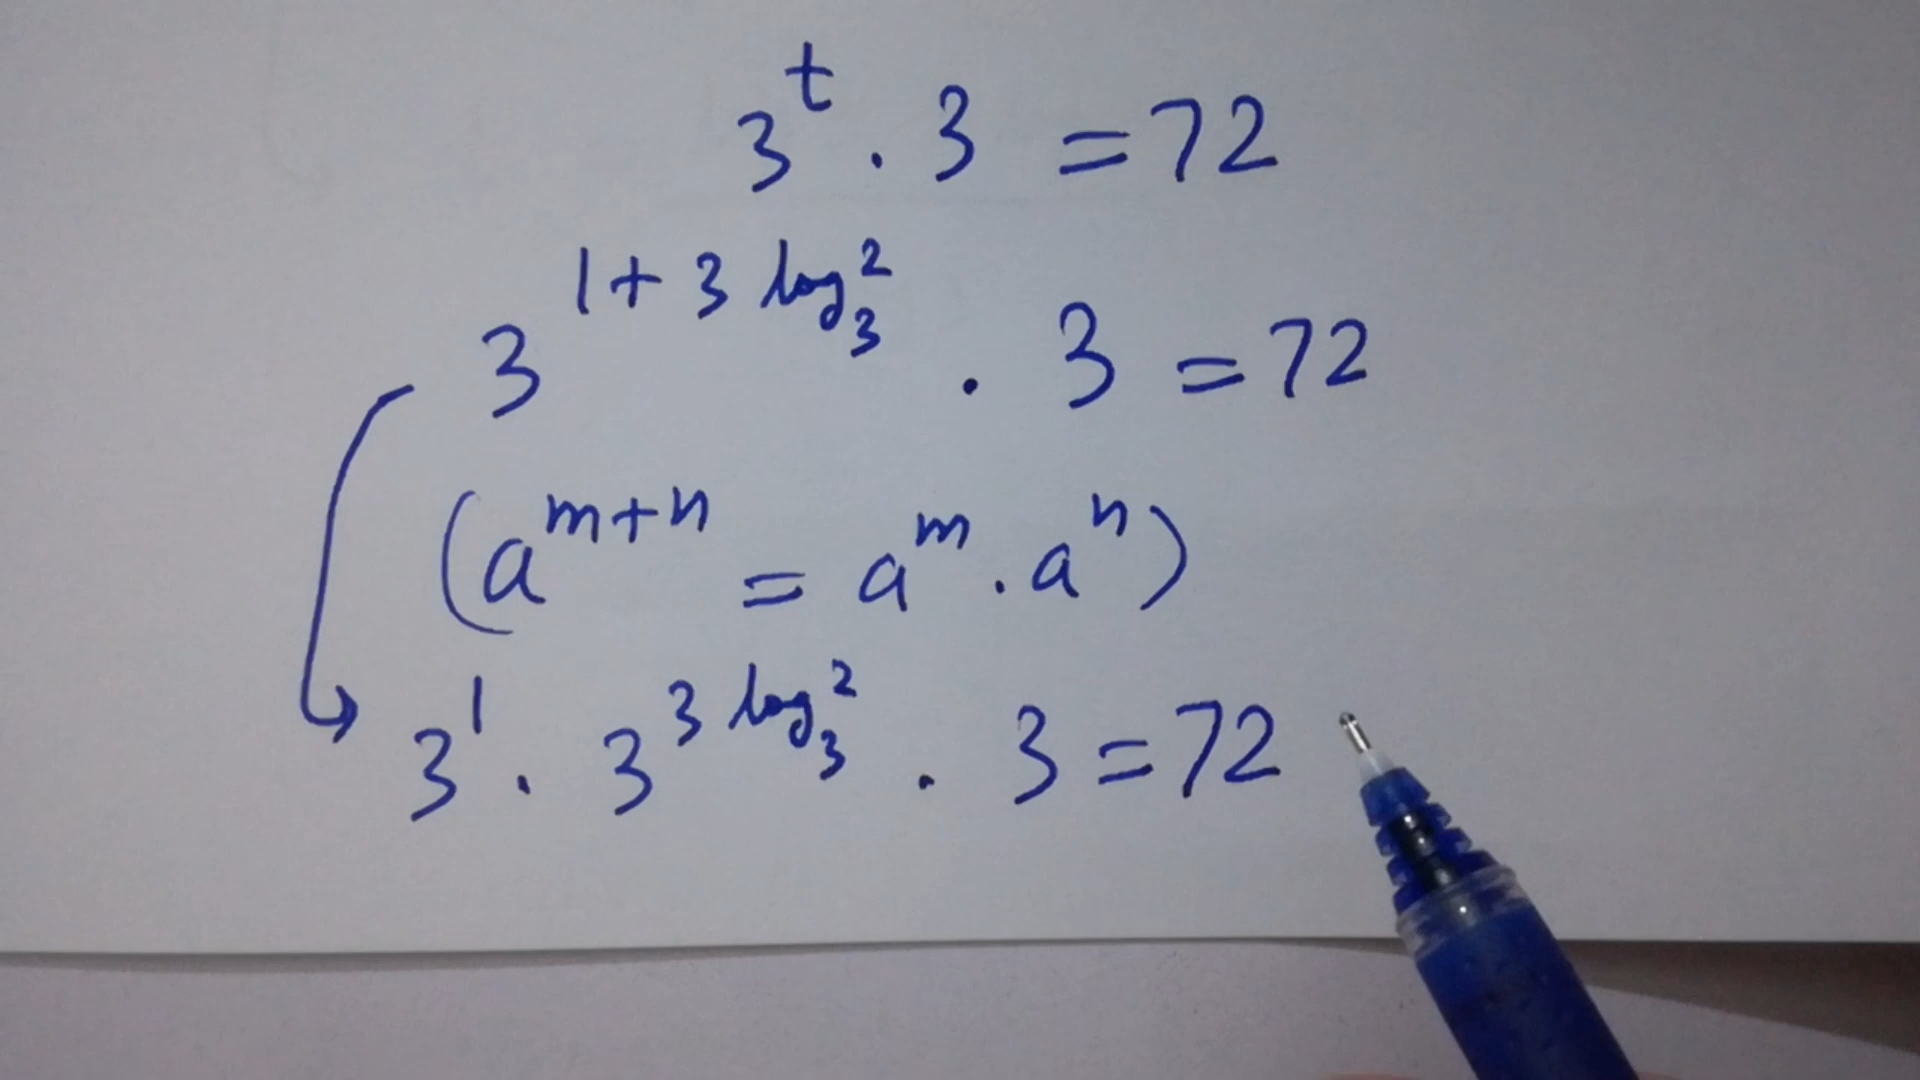 3^t . 3 = 72
3^(1+3 log_3^2) . 3 = 72
(a^(m+n) = a^m . a^n)
3^1 . 3^(3 log_3^2) . 3 = 72